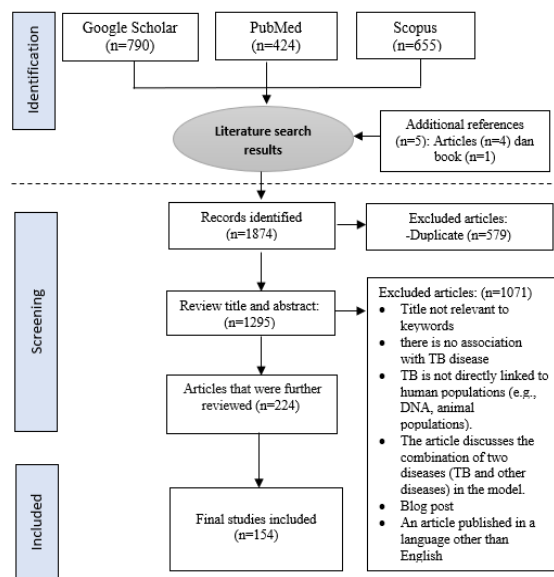 Identification
Google Scholar
(n=790)
PubMed
(n=424)
Scopus
(n=655)
Literature search
results
Additional references
(n=5): Articles (n=4) dan
book (n=1)
Screening
Records identified
(n=1874)
Excluded articles:
-Duplicate (n=579)
Review title and abstract:
(n=1295)
Excluded articles: (n=1071)
• Title not relevant to
keywords
• there is no association
with TB disease
• TB is not directly linked to
human populations (e.g.,
DNA, animal
populations).
• The article discusses the
combination of two
diseases (TB and other
diseases) in the model.
• Blog post
• An article published in a
language other than
English
Articles that were further
reviewed (n=224)
Included
Final studies included
(n=154)